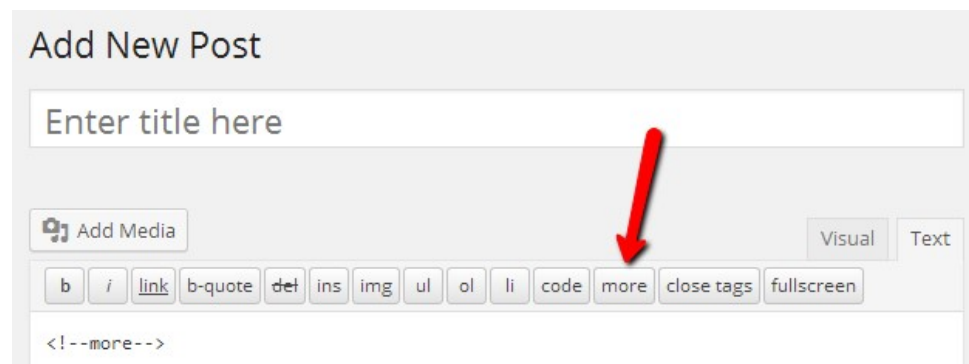 Add New Post
Enter title here
Add Media
Visual Text
b i link b-quote del ins img ul ol li code more close tags fullscreen
<!--more-->